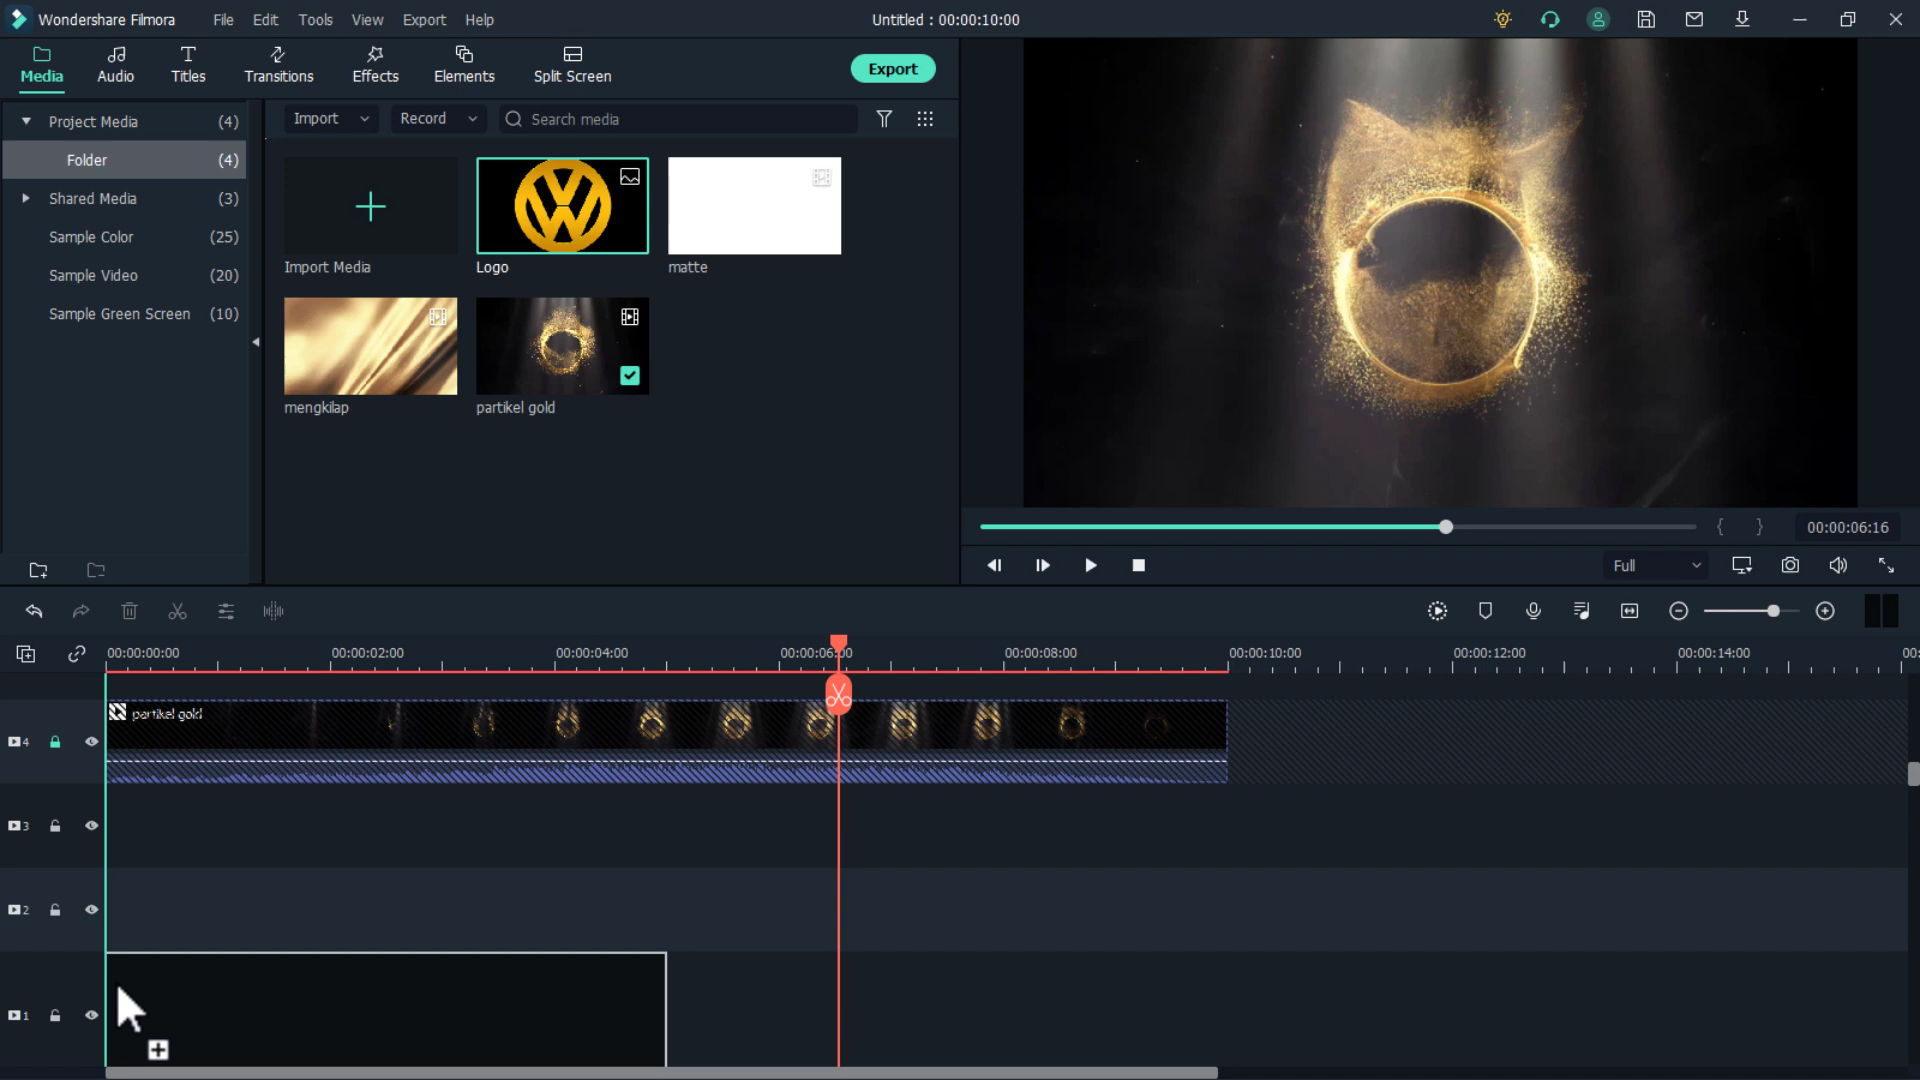 Wondershare Filmora File Edit Tools View Export Help Untitled : 00:00:10:00
Media Audio Titles Transitions Effects Elements Split Screen Export
Project Media (4)
Folder (4)
Shared Media (3)
Sample Color (25)
Sample Video (20)
Sample Green Screen (10)
Import Record Search media
Import Media Logo matte
mengkilap partikel gold
00:00:06:16
Full
00:00:00:00 00:00:02:00 00:00:04:00 00:00:06:00 00:00:08:00 00:00:10:00 00:00:12:00 00:00:14:00 00:
partikel gold
4
3
2
1